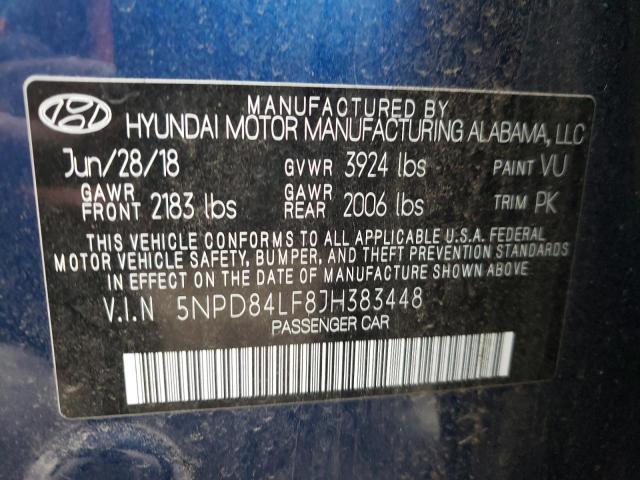 MANUFACTURED BY
HYUNDAI MOTOR MANUFACTURING ALABAMA, LLC
Jun/28/18 GVWR 3924 lbs PAINT VU
GAWR FRONT 2183 lbs GAWR REAR 2006 lbs TRIM PK
THIS VEHICLE CONFORMS TO ALL APPLICABLE U.S.A. FEDERAL
MOTOR VEHICLE SAFETY, BUMPER, AND THEFT PREVENTION STANDARDS
IN EFFECT ON THE DATE OF MANUFACTURE SHOWN ABOVE.
V.I.N 5NPD84LF8JH383448
PASSENGER CAR